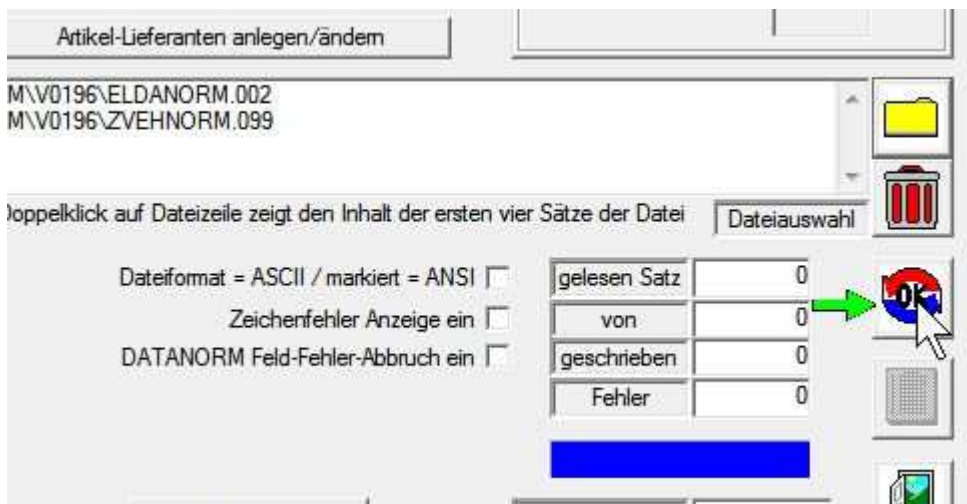 Artikel-Lieferanten anlegen/ändern
M\V0196\ELDANORM.002
M\V0196\ZVEHNORM.099
Doppelklick auf Dateizeile zeigt den Inhalt der ersten vier Sätze der Datei
Dateiauswahl
Dateiformat = ASCII / markiert = ANSI
gelesen Satz 0
Zeichenfehler Anzeige ein
von 0
DATANORM Feld-Fehler-Abbruch ein
geschrieben 0
Fehler 0
OK